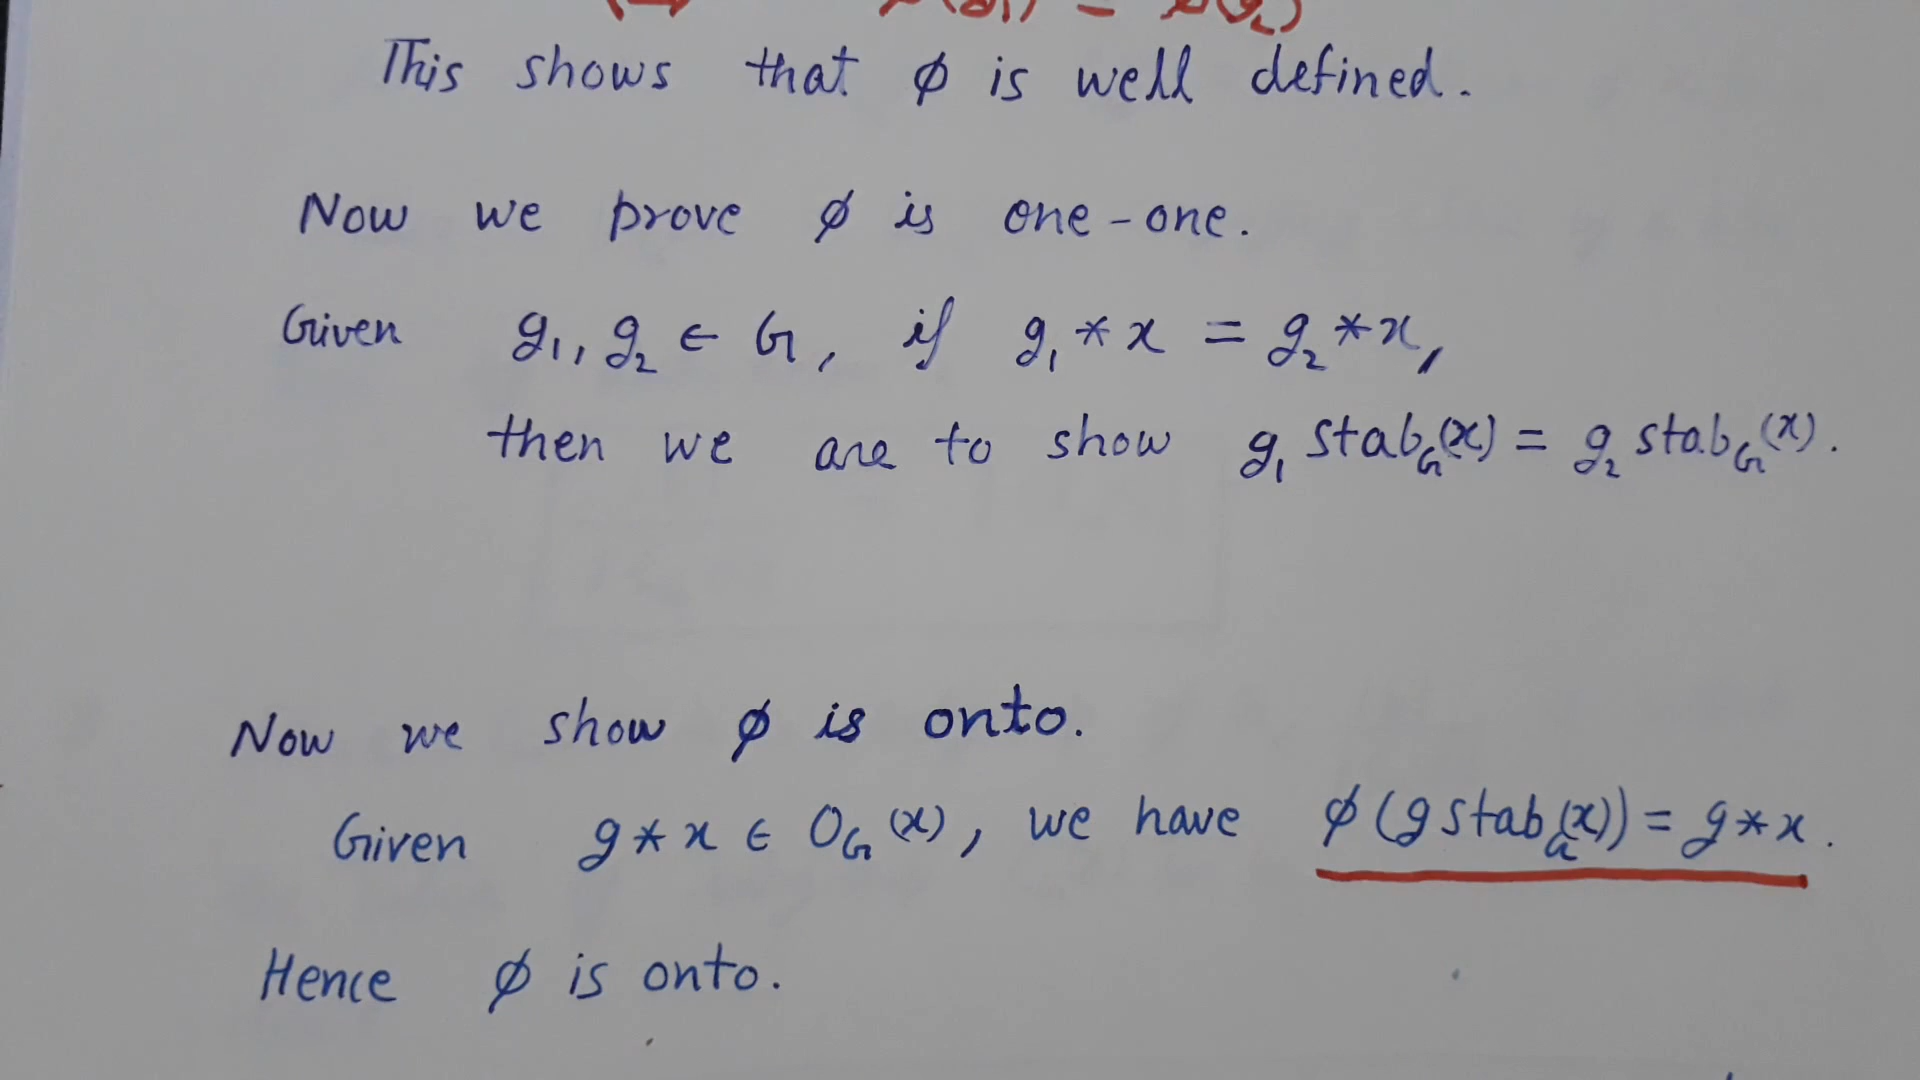 This shows that ϕ is well defined.
Now we prove ϕ is one-one.
Given g₁, g₂ ∈ G, if g₁ * x = g₂ * x,
then we are to show g₁ stab_G(x) = g₂ stab_G(x).
Now we show ϕ is onto.
Given g * x ∈ O_G(x), we have ϕ(g stab_G(x)) = g * x.
Hence ϕ is onto.